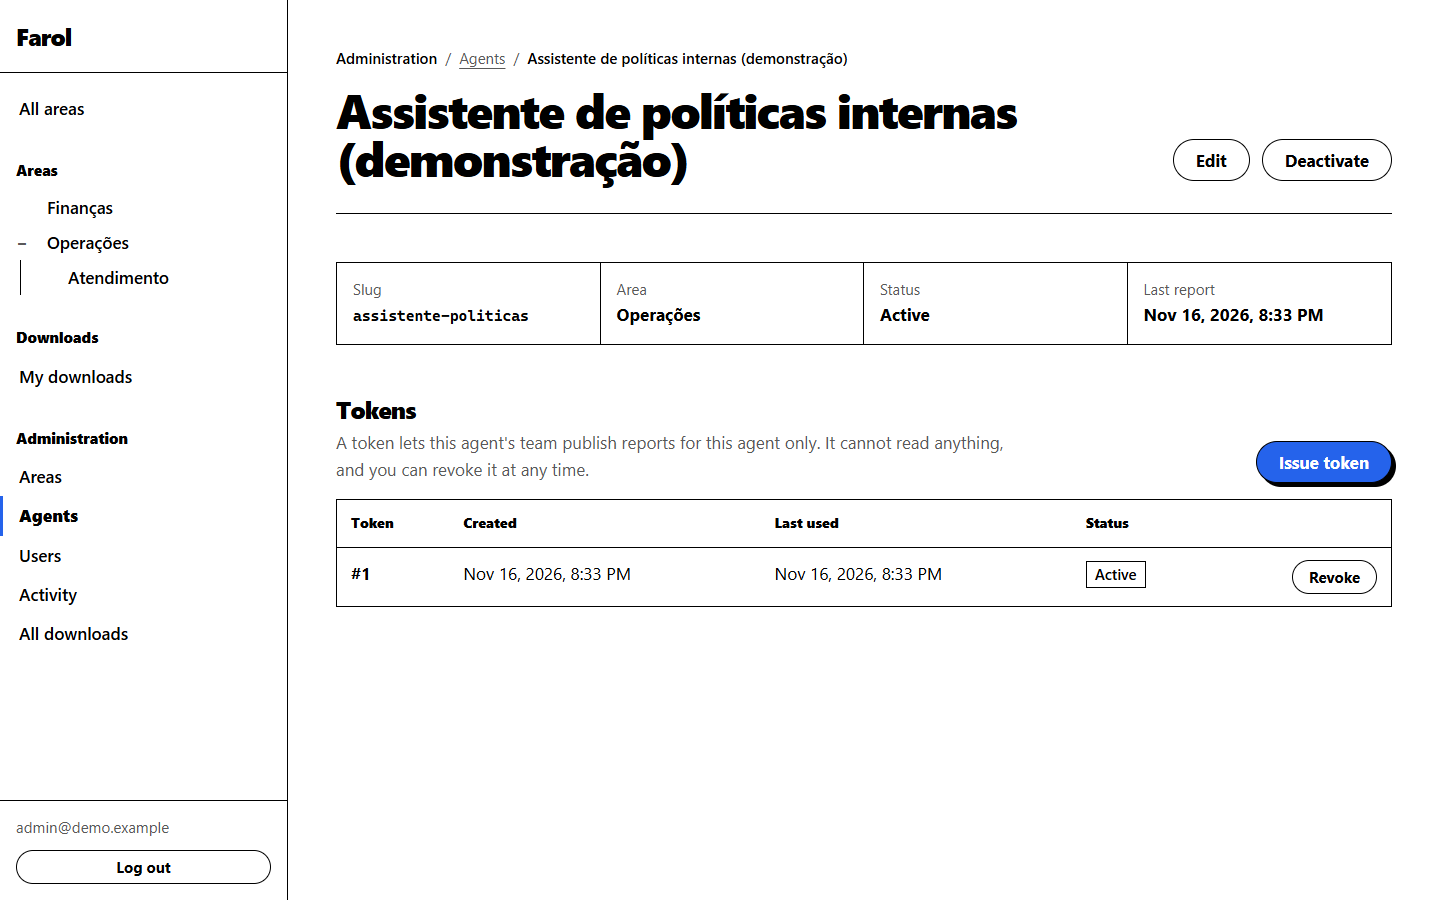 Farol
All areas
Areas
Finanças
– Operações
Atendimento
Downloads
My downloads
Administration
Areas
Agents
Users
Activity
All downloads
admin@demo.example
Log out
Administration / Agents / Assistente de políticas internas (demonstração)
Assistente de políticas internas
(demonstração)
Edit Deactivate
Slug Area Status Last report
assistente-politicas Operações Active Nov 16, 2026, 8:33 PM
Tokens
A token lets this agent's team publish reports for this agent only. It cannot read anything,
and you can revoke it at any time.
Issue token
Token Created Last used Status
#1 Nov 16, 2026, 8:33 PM Nov 16, 2026, 8:33 PM Active Revoke